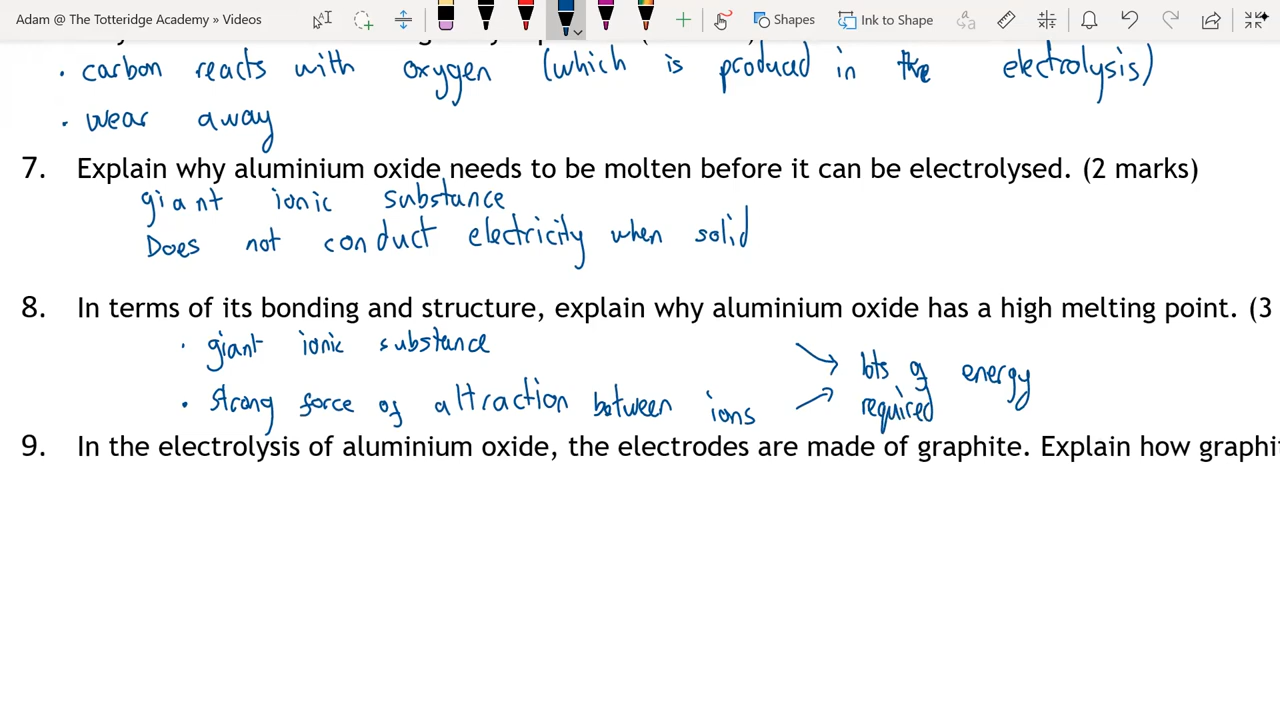 Adam @ The Totteridge Academy » Videos
Shapes
Ink to Shape
• carbon reacts with oxygen (which is produced in the electrolysis)
• wear away
7. Explain why aluminium oxide needs to be molten before it can be electrolysed. (2 marks)
giant ionic substance
Does not conduct electricity when solid
8. In terms of its bonding and structure, explain why aluminium oxide has a high melting point. (3
• giant ionic substance
• strong force of attraction between ions
lots of energy
required
9. In the electrolysis of aluminium oxide, the electrodes are made of graphite. Explain how graphi